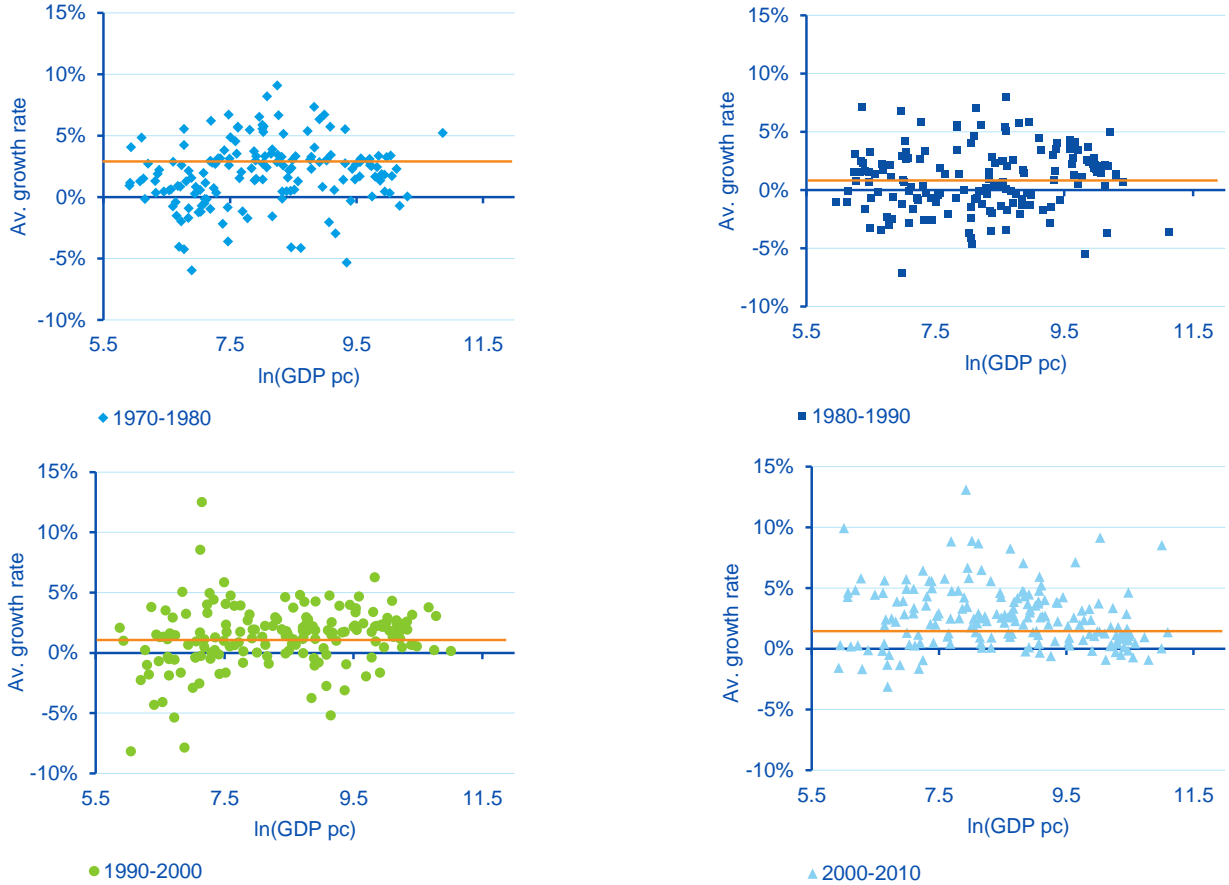 15%
10%
5%
0%
-5%
-10%
Av. growth rate
5.5 7.5 9.5 11.5
ln(GDP pc)
1970-1980
15%
10%
5%
0%
-5%
-10%
Av. growth rate
5.5 7.5 9.5 11.5
ln(GDP pc)
1980-1990
15%
10%
5%
0%
-5%
-10%
Av. growth rate
5.5 7.5 9.5 11.5
ln(GDP pc)
1990-2000
15%
10%
5%
0%
-5%
-10%
Av. growth rate
5.5 7.5 9.5 11.5
ln(GDP pc)
2000-2010